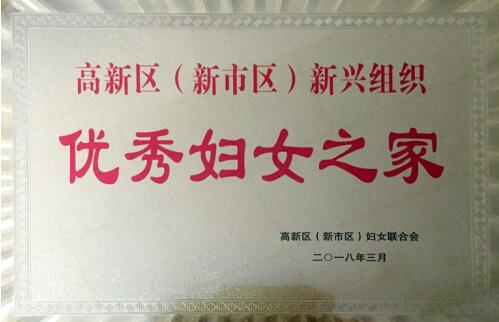 高新区（新市区）新兴组织
优秀妇女之家
高新区（新市区）妇女联合会
二〇一八年三月